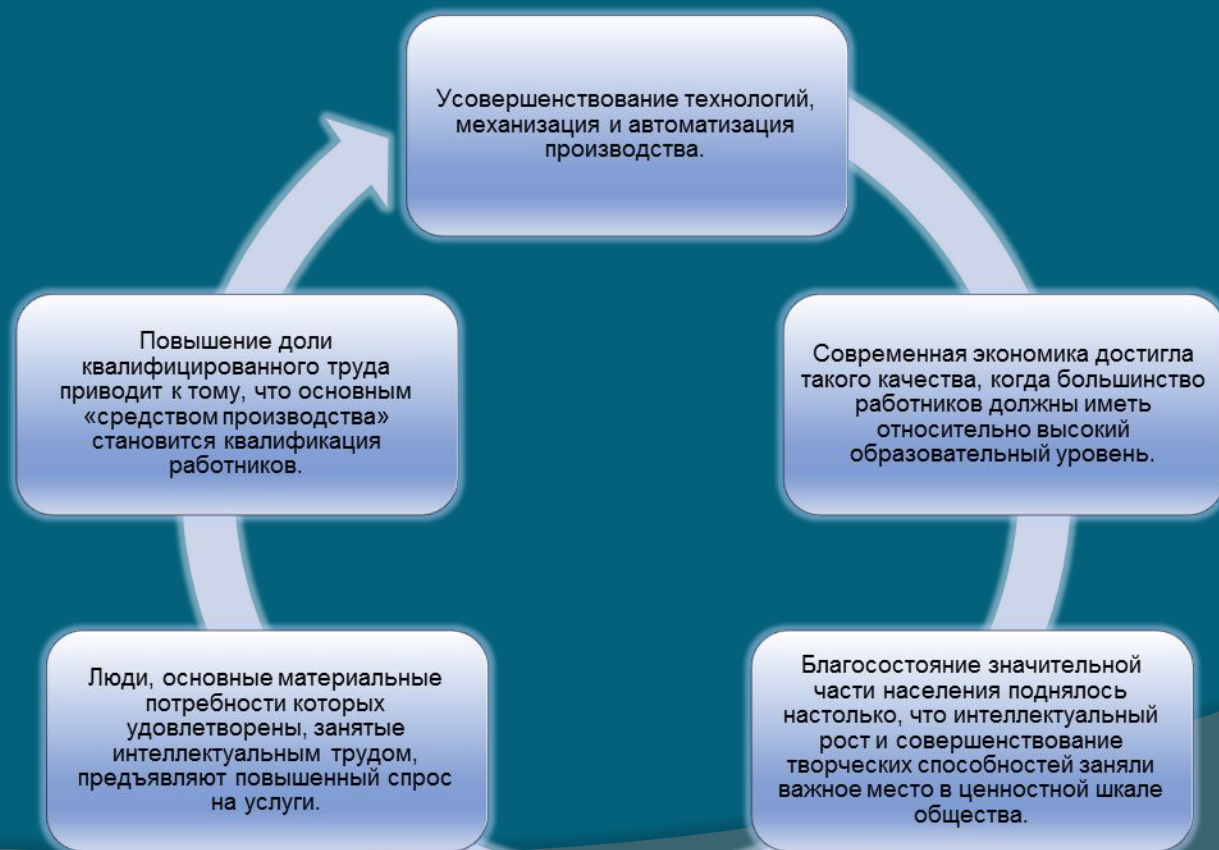 Усовершенствование технологий,
механизация и автоматизация
производства.
Современная экономика достигла
такого качества, когда большинство
работников должны иметь
относительно высокий
образовательный уровень.
Благосостояние значительной
части населения поднялось
настолько, что интеллектуальный
рост и совершенствование
творческих способностей заняли
важное место в ценностной шкале
общества.
Люди, основные материальные
потребности которых
удовлетворены, занятые
интеллектуальным трудом,
предъявляют повышенный спрос
на услуги.
Повышение доли
квалифицированного труда
приводит к тому, что основным
«средством производства»
становится квалификация
работников.